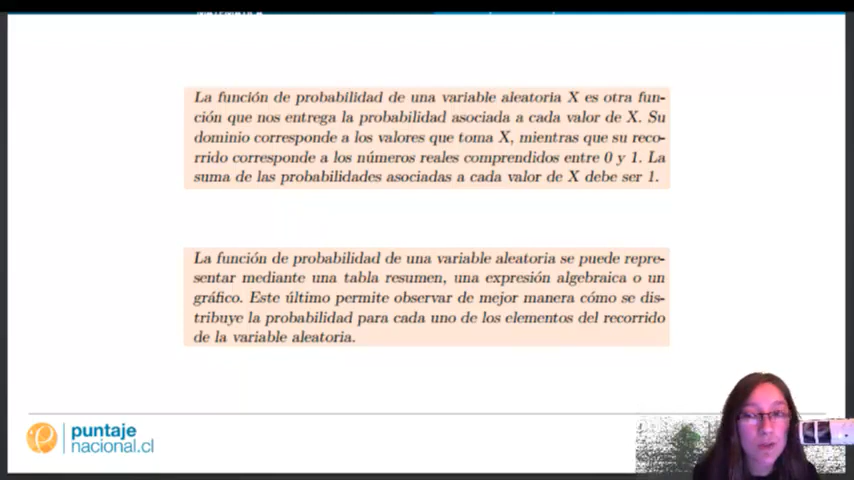 La función de probabilidad de una variable aleatoria X es otra fun-
ción que nos entrega la probabilidad asociada a cada valor de X. Su
dominio corresponde a los valores que toma X, mientras que su reco-
rrido corresponde a los números reales comprendidos entre 0 y 1. La
suma de las probabilidades asociadas a cada valor de X debe ser 1.
La función de probabilidad de una variable aleatoria se puede repre-
sentar mediante una tabla resumen, una expresión algebraica o un
gráfico. Este último permite observar de mejor manera cómo se dis-
tribuye la probabilidad para cada uno de los elementos del recorrido
de la variable aleatoria.
puntaje
nacional.cl